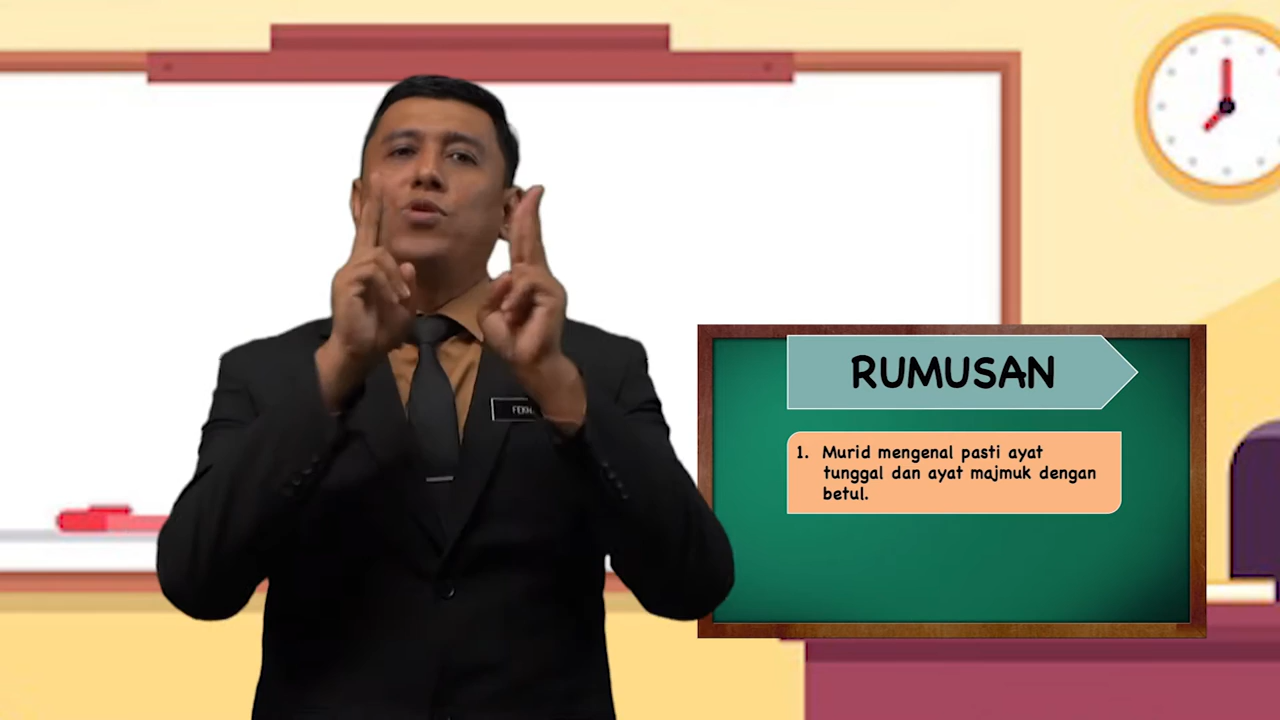 RUMUSAN
1. Murid mengenal pasti ayat
tunggal dan ayat majmuk dengan
betul.